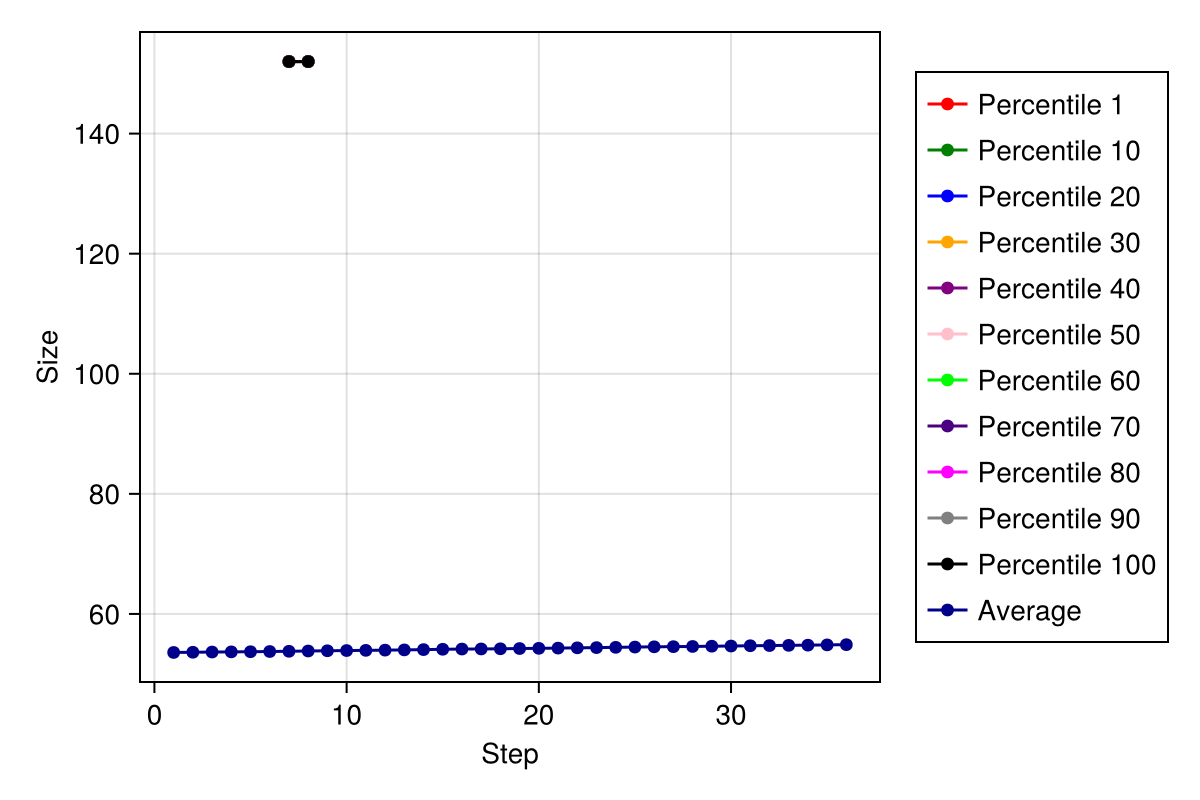 140
120
100
80
60
Size
0 10 20 30
Step
Percentile 1
Percentile 10
Percentile 20
Percentile 30
Percentile 40
Percentile 50
Percentile 60
Percentile 70
Percentile 80
Percentile 90
Percentile 100
Average